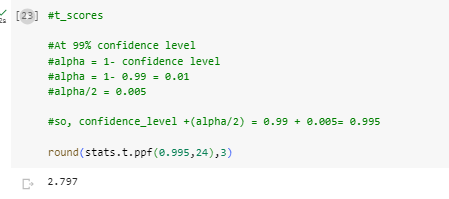 [23] #t_scores
2s
#At 99% confidence level
#alpha = 1- confidence level
#alpha = 1- 0.99 = 0.01
#alpha/2 = 0.005
#so, confidence_level +(alpha/2) = 0.99 + 0.005= 0.995
round(stats.t.ppf(0.995,24),3)
2.797